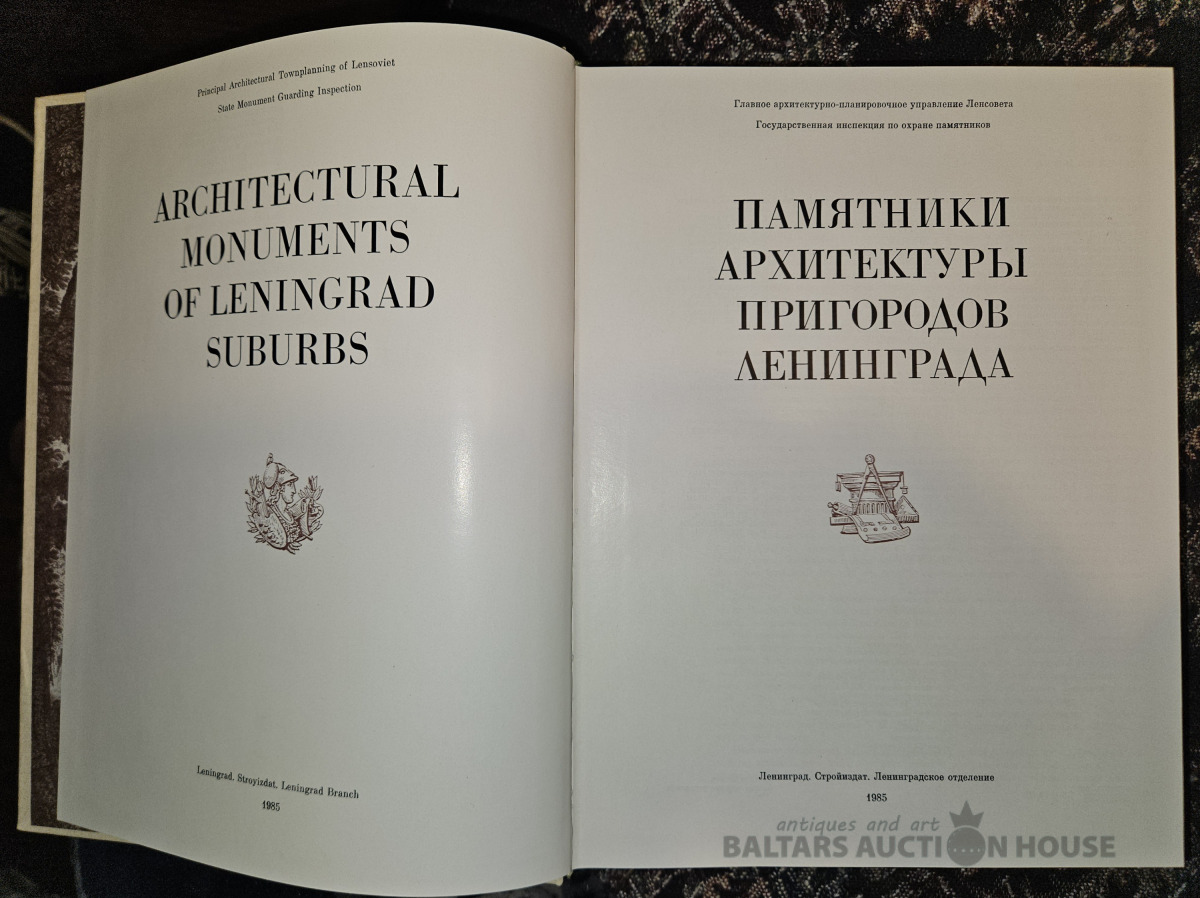 Principal Architectural Townplanning of Lensoviet
State Monument Guarding Inspection
ARCHITECTURAL
MONUMENTS
OF LENINGRAD
SUBURBS
Leningrad. Stroyizdat. Leningrad Branch
1985
Главное архитектурно-планировочное управление Ленсовета
Государственная инспекция по охране памятников
ПАМЯТНИКИ
АРХИТЕКТУРЫ
ПРИГОРОДОВ
ЛЕНИНГРАДА
Ленинград. Стройиздат. Ленинградское отделение
1985
antiques and art
BALTARS AUCTION HOUSE